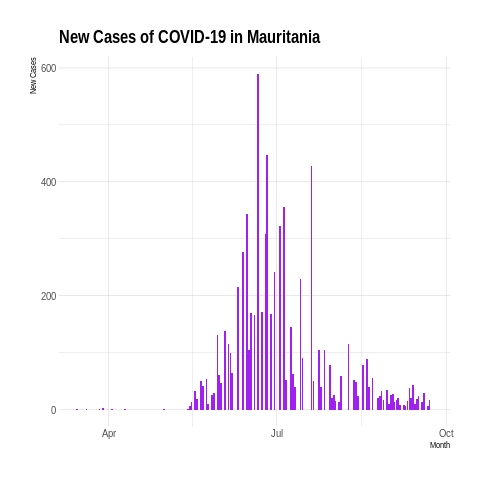 New Cases of COVID-19 in Mauritania
New Cases
600
400
200
0
Apr
Jul
Oct
Month